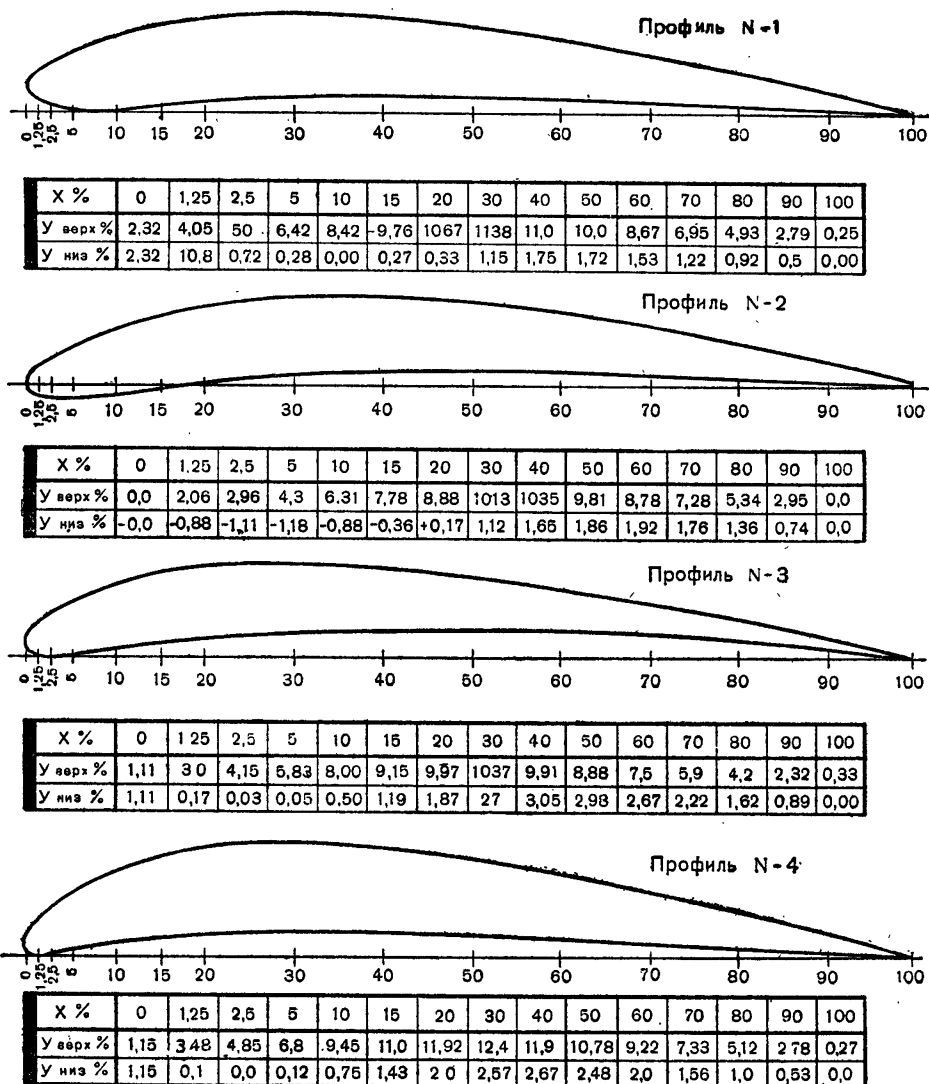 Профиль N-1
0 1,25 2,5 5 10 15 20 30 40 50 60 70 80 90 100
X % 0 1,25 2,5 5 10 15 20 30 40 50 60 70 80 90 100
У верх % 2,32 4,05 50 6,42 8,42 -9,76 1067 1138 11,0 10,0 8,67 6,95 4,93 2,79 0,25
У низ % 2,32 10,8 0,72 0,28 0,00 0,27 0,33 1,15 1,75 1,72 1,53 1,22 0,92 0,5 0,00
Профиль N-2
0 1,25 2,5 5 10 15 20 30 40 50 60 70 80 90 100
X % 0 1,25 2,5 5 10 15 20 30 40 50 60 70 80 90 100
У верх % 0,0 2,06 2,96 4,3 6.31 7,78 8,88 1013 1035 9,81 8,78 7,28 5,34 2,95 0,0
У низ % -0,0 -0,88 -1,11 -1,18 -0,88 -0,36 +0,17 1,12 1,65 1,86 1,92 1,76 1,36 0,74 0,0
Профиль N-3
0 1,25 2,5 5 10 15 20 30 40 50 60 70 80 90 100
X % 0 1 25 2,5 5 10 15 20 30 40 50 60 70 80 90 100
У верх % 1,11 3 0 4,15 5,83 8,00 9,15 9,97 1037 9,91 8,88 7,5 5,9 4,2 2,32 0,33
У низ % 1,11 0,17 0,03 0,05 0,50 1,19 1,87 27 3,05 2,98 2,67 2,22 1,62 0,89 0,00
Профиль N-4
0 1,25 2,5 5 10 20 30 40 50 60 70 80 90 100
X % 0 1,25 2,5 5 10 15 20 30 40 50 60 70 80 90 100
У верх % 1,15 3 48 4,85 6,8 9,45 11,0 11,92 12,4 11,9 10,78 9,22 7,33 5,12 2 78 0,27
У низ % 1,15 0,1 0,0 0,12 0,75 1,43 2 0 2,57 2,67 2,48 2,0 1,56 1,0 0,53 0,0